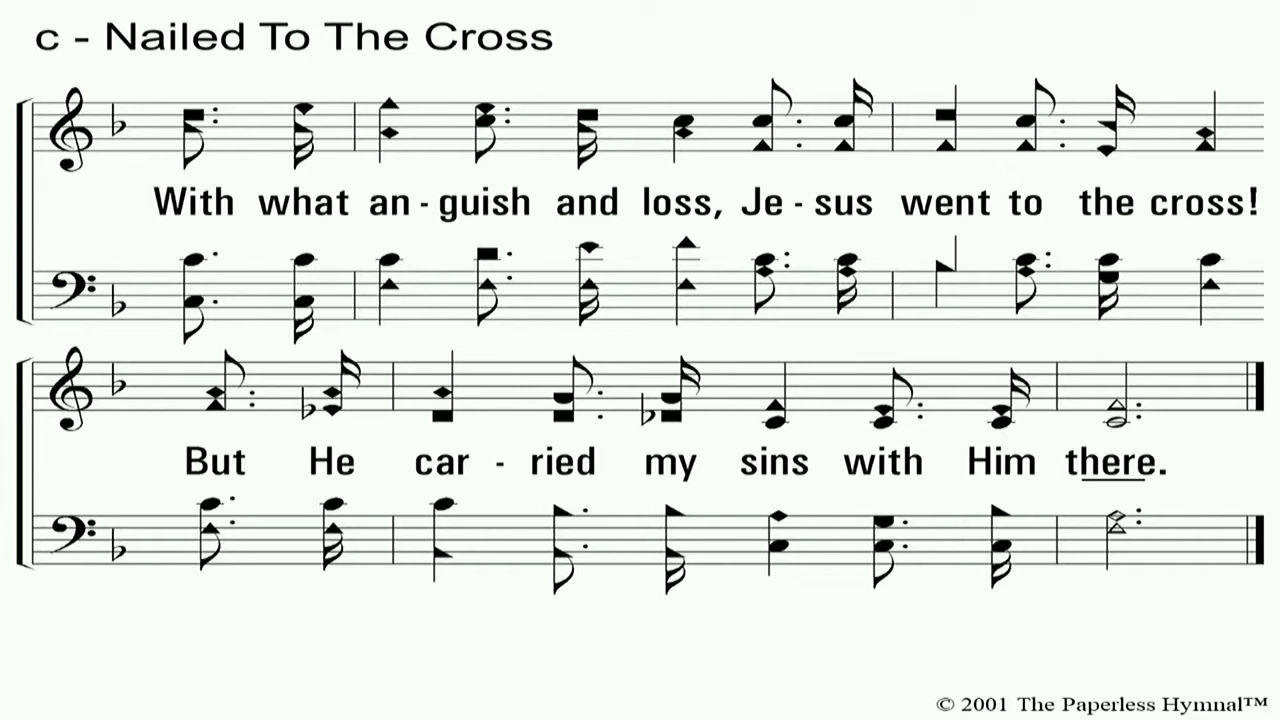 c - Nailed To The Cross
With what an - guish and loss, Je - sus went to the cross!
But He car - ried my sins with Him there.
© 2001 The Paperless Hymnal™